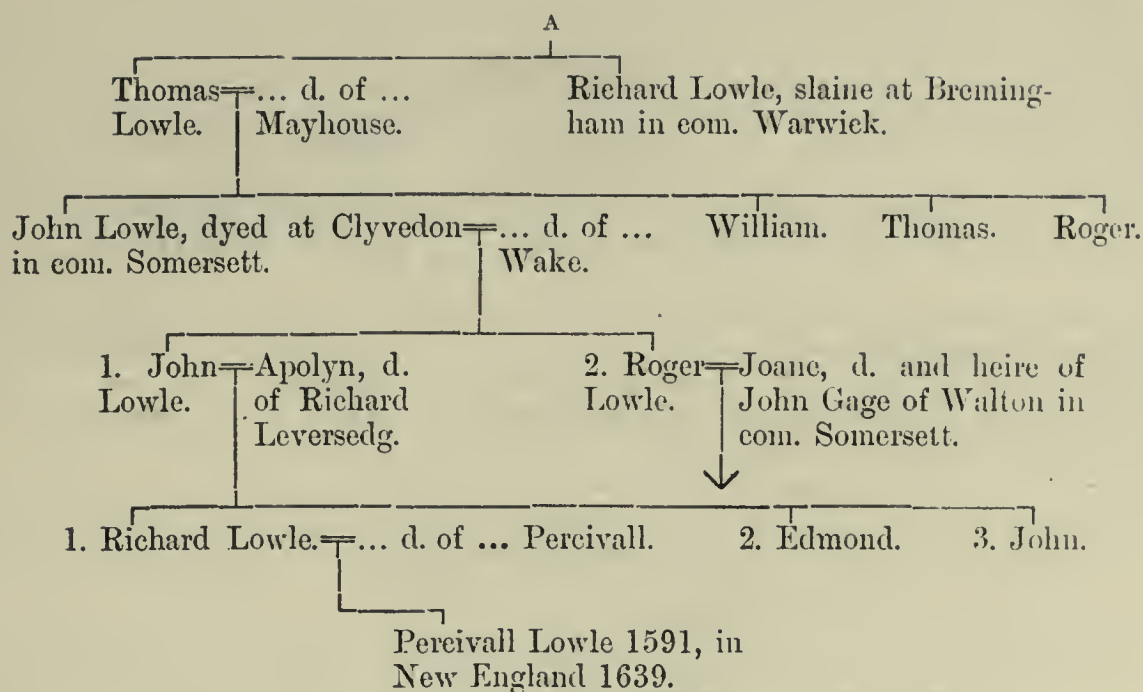 A
Thomas=... d. of ...
Lowle. Mayhouse.
Richard Lowle, slaine at Breming-
ham in com. Warwick.
John Lowle, dyed at Clyvedon=... d. of ...
in com. Somersett. Wake.
William. Thomas. Roger.
1. John=Apolyn, d.
Lowle. of Richard
Leversedg.
2. Roger=Joane, d. and heire of
Lowle. John Gage of Walton in
com. Somersett.
1. Richard Lowle.=... d. of ... Percivall. 2. Edmond. 3. John.
Percivall Lowle 1591, in
New England 1639.